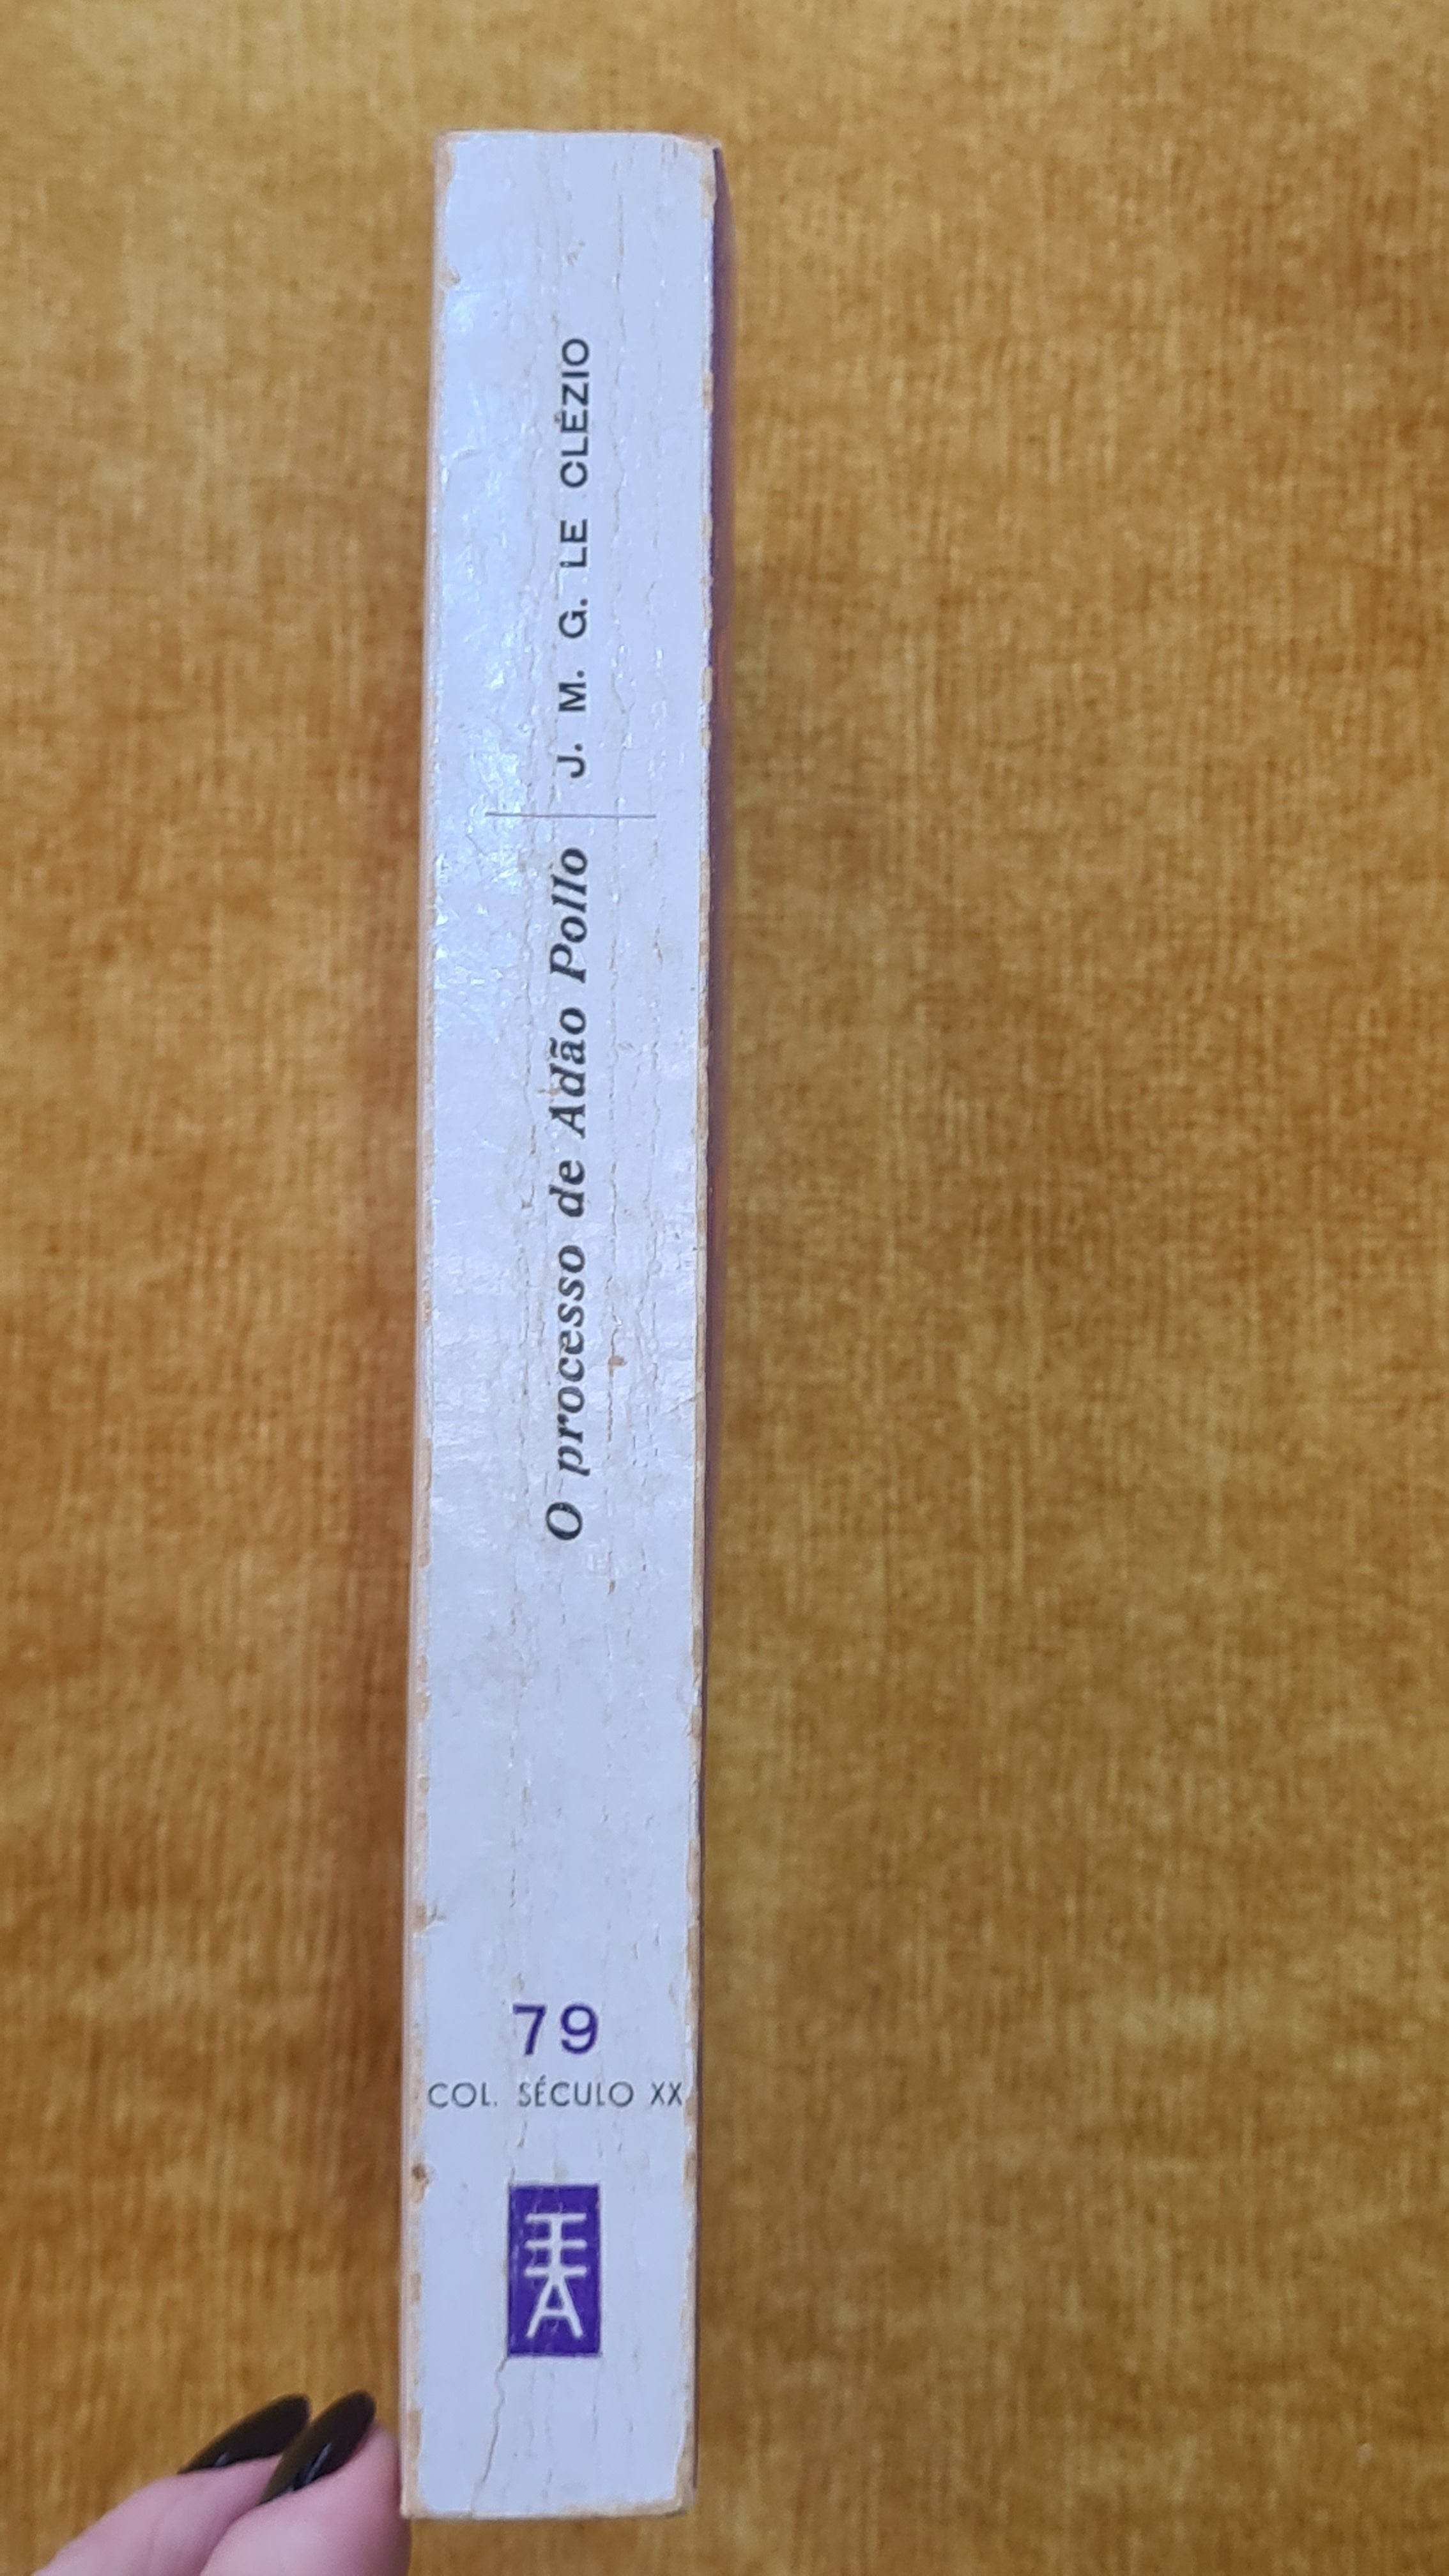 J. M. G. LE CLÉZIO
O processo de Adão Pollo
79
COL. SÉCULO XX